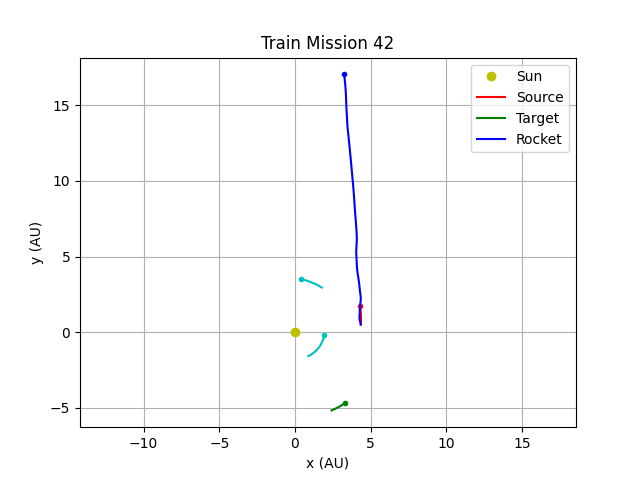 Train Mission 42
Sun
Source
Target
Rocket
15
10
5
0
−5
y (AU)
−10
−5
0
5
10
15
x (AU)